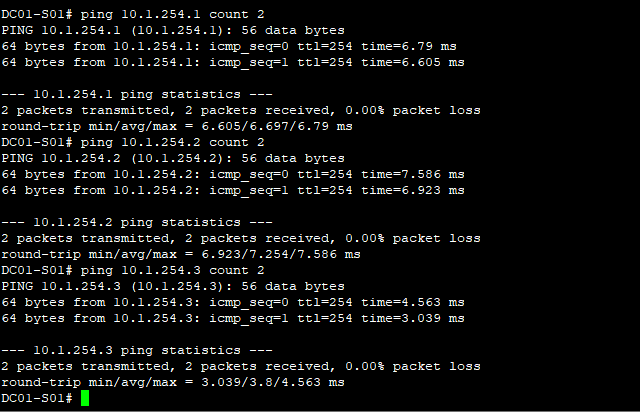 DC01-S01# ping 10.1.254.1 count 2
PING 10.1.254.1 (10.1.254.1): 56 data bytes
64 bytes from 10.1.254.1: icmp_seq=0 ttl=254 time=6.79 ms
64 bytes from 10.1.254.1: icmp_seq=1 ttl=254 time=6.605 ms

--- 10.1.254.1 ping statistics ---
2 packets transmitted, 2 packets received, 0.00% packet loss
round-trip min/avg/max = 6.605/6.697/6.79 ms
DC01-S01# ping 10.1.254.2 count 2
PING 10.1.254.2 (10.1.254.2): 56 data bytes
64 bytes from 10.1.254.2: icmp_seq=0 ttl=254 time=7.586 ms
64 bytes from 10.1.254.2: icmp_seq=1 ttl=254 time=6.923 ms

--- 10.1.254.2 ping statistics ---
2 packets transmitted, 2 packets received, 0.00% packet loss
round-trip min/avg/max = 6.923/7.254/7.586 ms
DC01-S01# ping 10.1.254.3 count 2
PING 10.1.254.3 (10.1.254.3): 56 data bytes
64 bytes from 10.1.254.3: icmp_seq=0 ttl=254 time=4.563 ms
64 bytes from 10.1.254.3: icmp_seq=1 ttl=254 time=3.039 ms

--- 10.1.254.3 ping statistics ---
2 packets transmitted, 2 packets received, 0.00% packet loss
round-trip min/avg/max = 3.039/3.8/4.563 ms
DC01-S01#